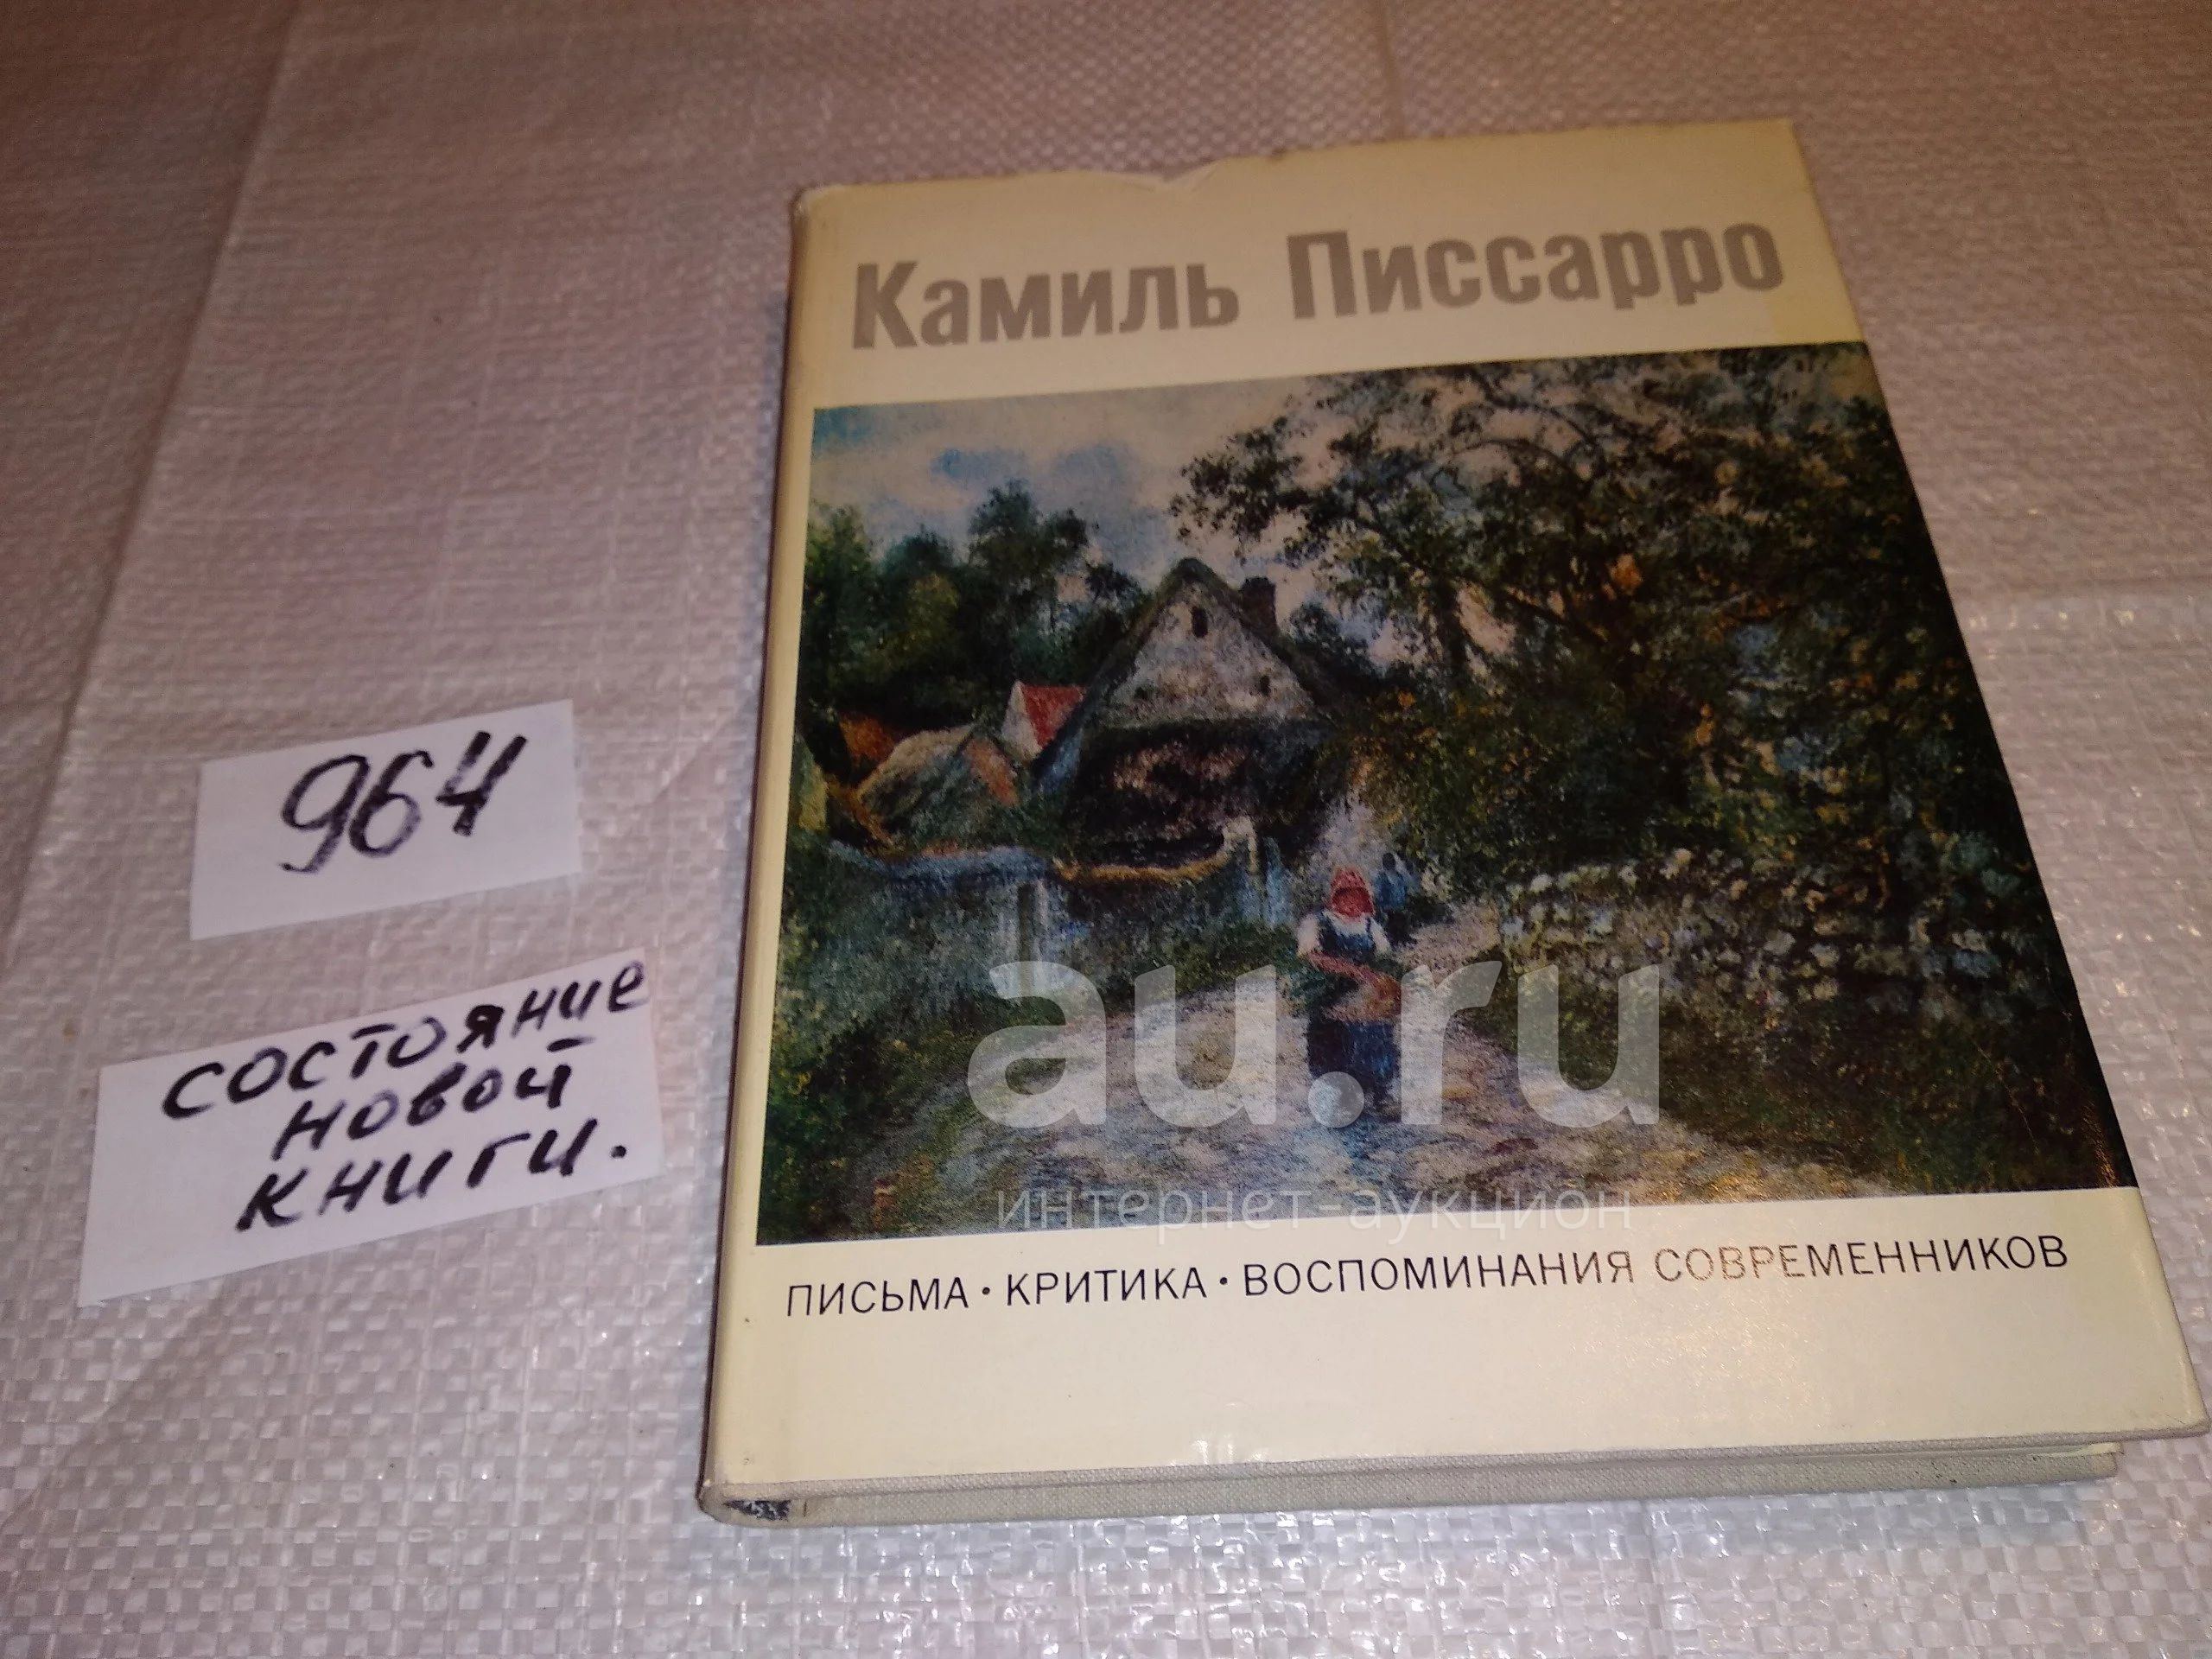 Камиль Писсарро
964
состояние
новой
книги.
au.ru
интернет-аукцион
ПИСЬМА • КРИТИКА • ВОСПОМИНАНИЯ СОВРЕМЕННИКОВ